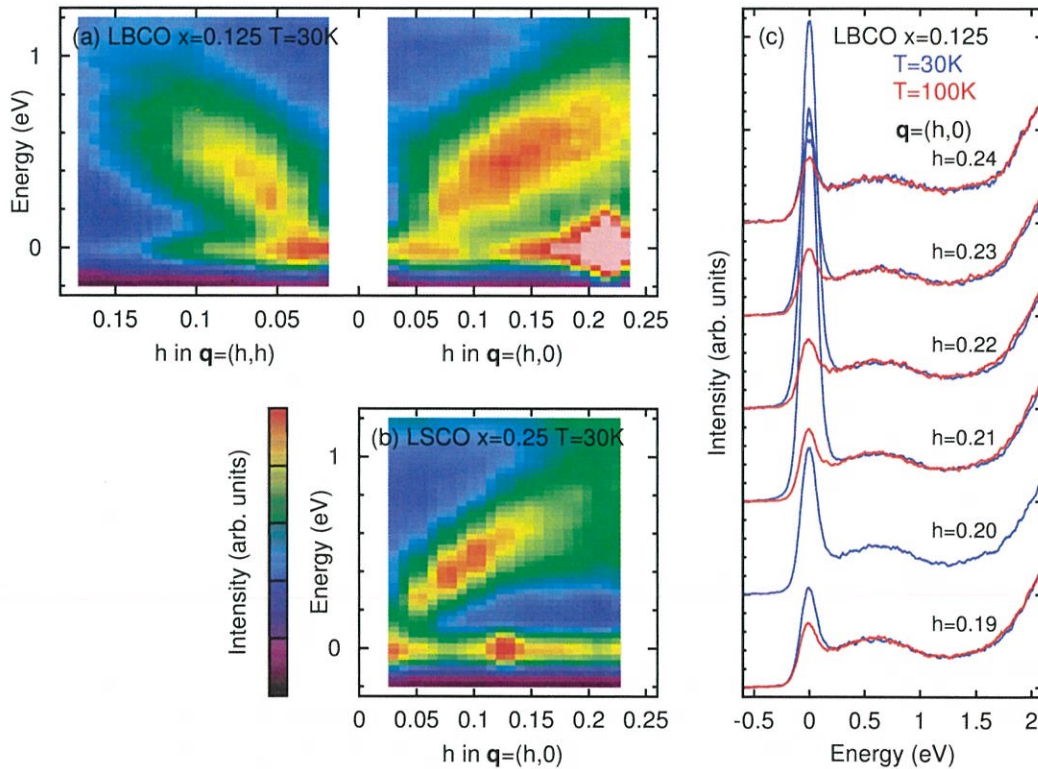 (a) LBCO x=0.125 T=30K
1
0
Energy (eV)
0.15
0.1
0.05
0
0.05
0.1
0.15
0.2
0.25
h in q=(h,h)
h in q=(h,0)
(b) LSCO x=0.25 T=30K
1
0
Energy (eV)
Intensity (arb. units)
0
0.05
0.1
0.15
0.2
0.25
h in q=(h,0)
(c)
LBCO x=0.125
T=30K
T=100K
q=(h,0)
h=0.24
h=0.23
h=0.22
h=0.21
h=0.20
h=0.19
Intensity (arb. units)
-0.5
0
0.5
1
1.5
2
Energy (eV)